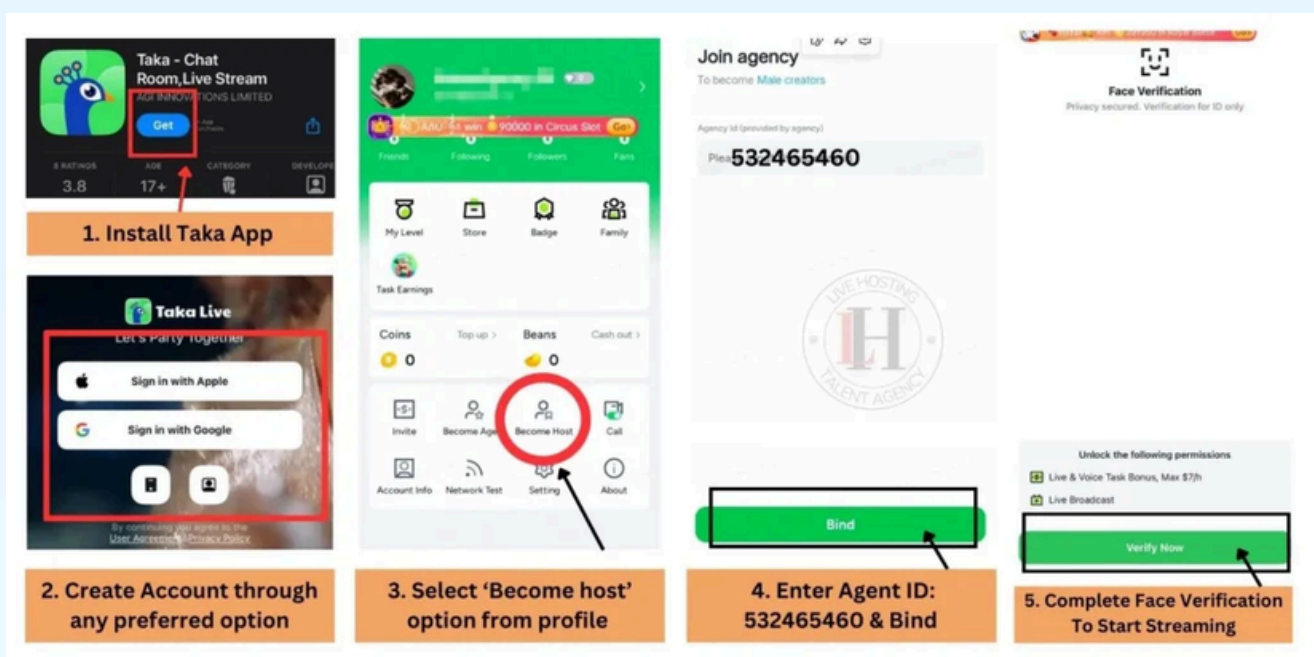 Taka - Chat
Room,Live Stream
AGI INNOVATIONS LIMITED
Get
8 RATINGS
AGE
CATEGORY
DEVELOPE
3.8
17+
1. Install Taka App
Taka Live
Let's Party Together
Sign in with Apple
Sign in with Google
By continuing you agree to the
User Agreement & Privacy Policy
2. Create Account through
any preferred option
win 90000 in Circus Slot Go
Friends
Following
Followers
Fans
My Level
Store
Badge
Family
Task Earnings
Coins
Top up >
Beans
Cash out >
0
0
Invite
Become Age
Become Host
Call
Account Info
Network Test
Setting
About
3. Select ‘Become host’
option from profile
Join agency
To become Male creators
Agency Id (provided by agency)
Plea
532465460
LIVE HOSTING
LH
TALENT AGENCY
Bind
4. Enter Agent ID:
532465460 & Bind
Face Verification
Privacy secured. Verification for ID only
Unlock the following permissions
Live & Voice Task Bonus, Max $7/h
Live Broadcast
Verify Now
5. Complete Face Verification
To Start Streaming